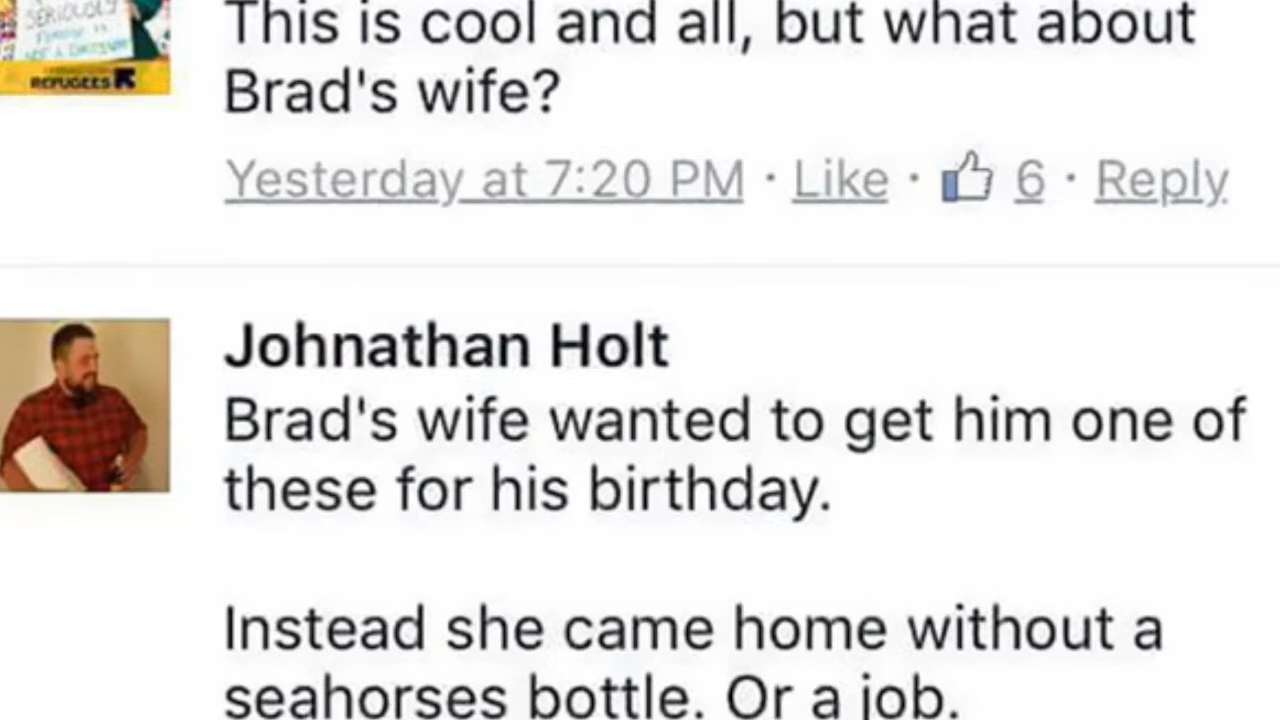 SERIOUSLY
REFUGEES
This is cool and all, but what about
Brad's wife?
Yesterday at 7:20 PM · Like · 6 · Reply
Johnathan Holt
Brad's wife wanted to get him one of
these for his birthday.
Instead she came home without a
seahorses bottle. Or a job.